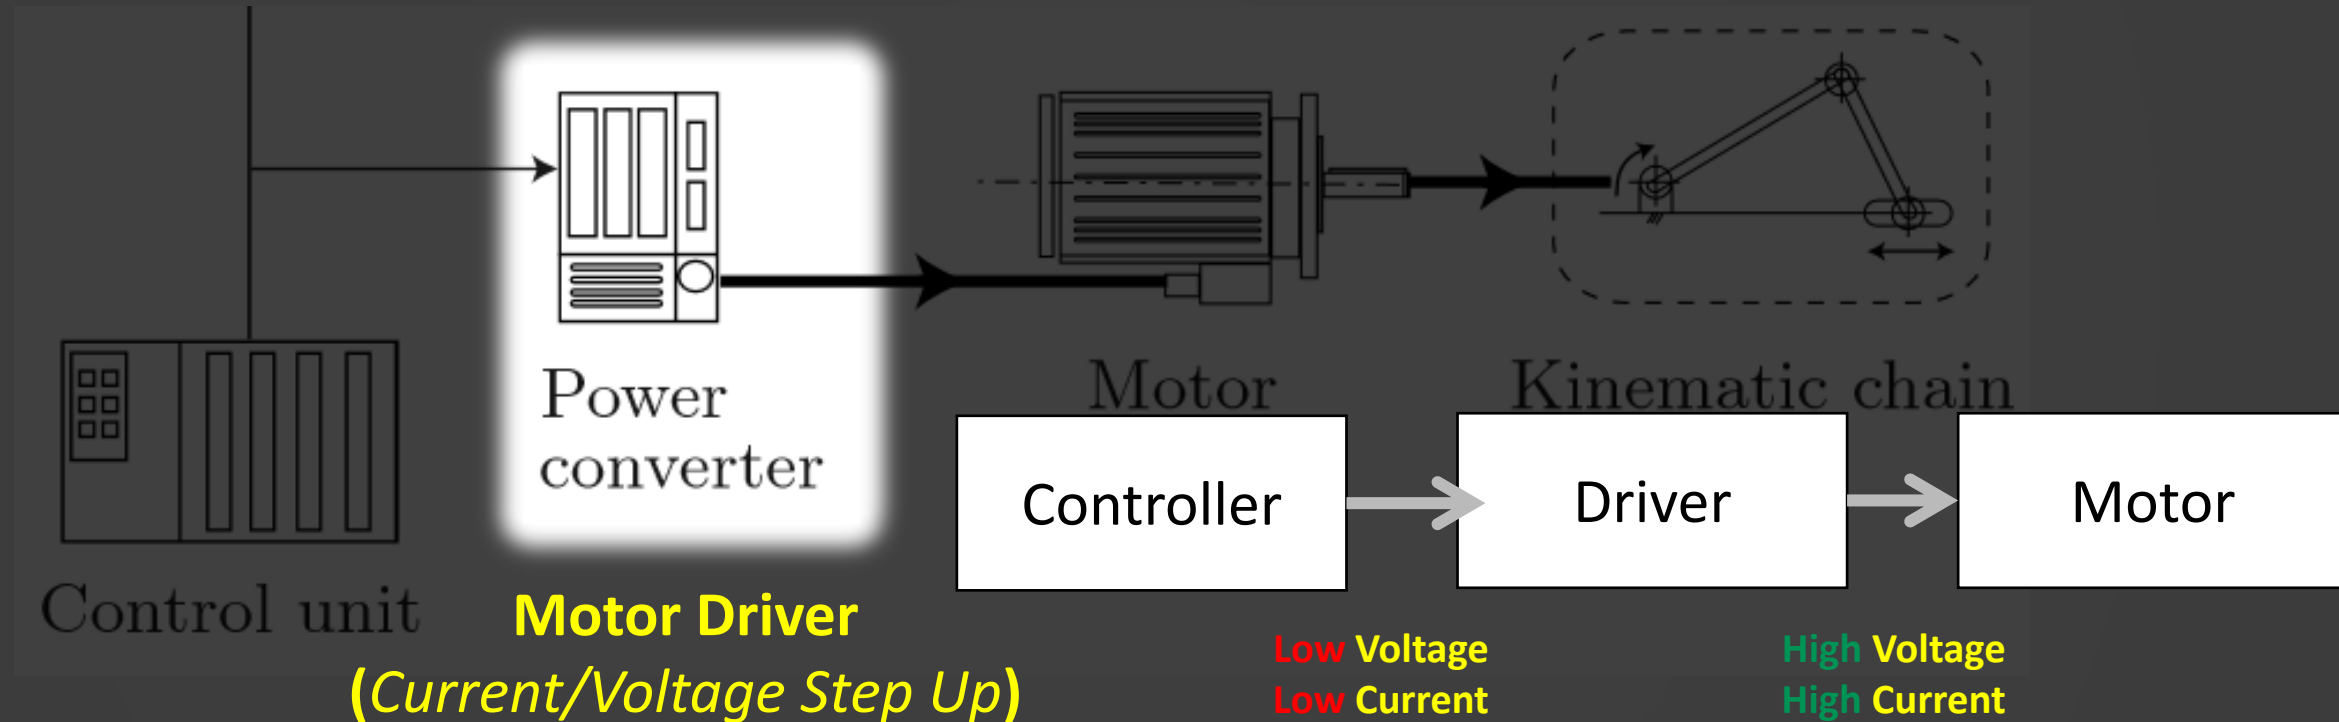 Power
converter
Motor
Kinematic chain
Control unit
Motor Driver
(Current/Voltage Step Up)
Controller
Driver
Motor
Low Voltage
Low Current
High Voltage
High Current